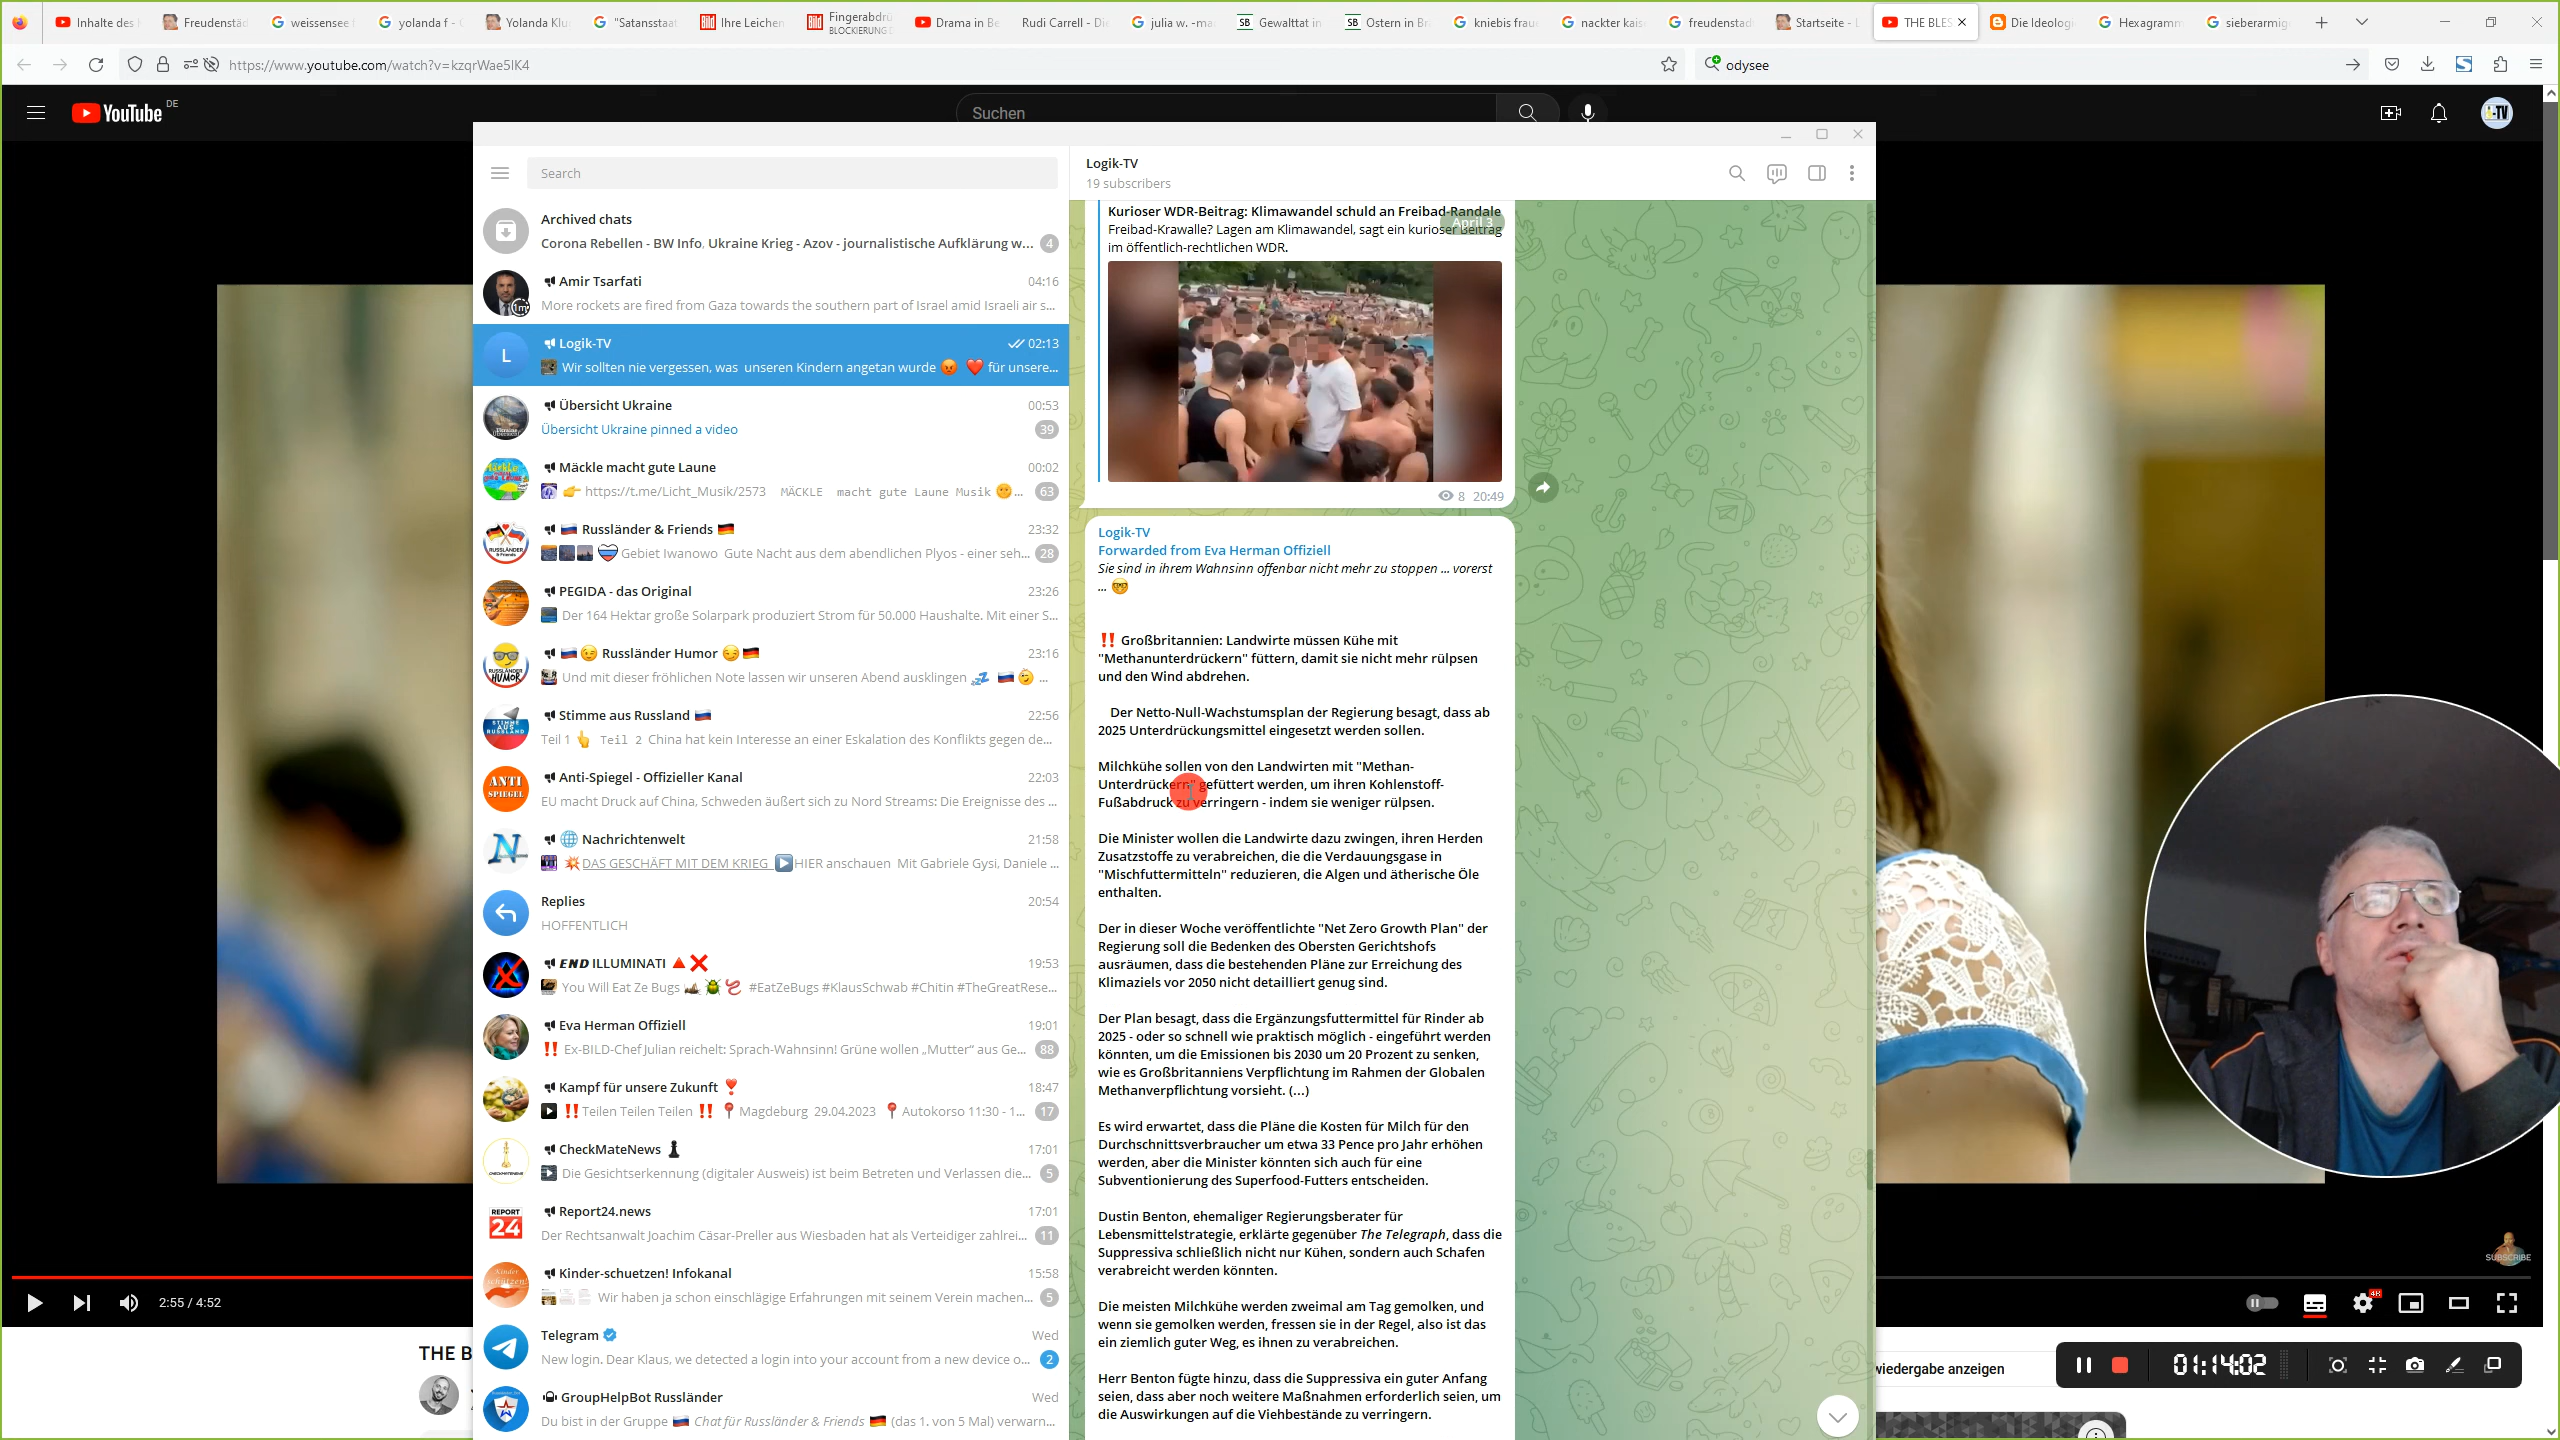 Inhalte des
Freudenstäd
weissensee f
yolanda f - G
Yolanda Klu
"Satansstaat
Ihre Leichen
Fingerabdrü
BLOCKIERUNG
Drama in Be
Rudi Carrell - Die
julia w. -ma
Gewalttat in
Ostern in Br
kniebis frau
nackter kais
freudenstad
Startseite - L
THE BLES
Die Ideologi
Hexagramm
sieberarmig
https://www.youtube.com/watch?v=kzqrWae5lK4
odysee
YouTube DE
Suchen
Search
Archived chats
Corona Rebellen - BW Info, Ukraine Krieg - Azov - journalistische Aufklärung w... 4
Amir Tsarfati 04:16
More rockets are fired from Gaza towards the southern part of Israel amid Israeli air s...
L
Logik-TV 02:13
Wir sollten nie vergessen, was unseren Kindern angetan wurde 😡 ❤️ für unsere...
Übersicht Ukraine 00:53
Übersicht Ukraine pinned a video 39
Mäckle macht gute Laune 00:02
👉 https://t.me/Licht_Musik/2573 MÄCKLE macht gute Laune Musik 🌞... 63
🇷🇺 Russländer & Friends 🇩🇪 23:32
Gebiet Iwanowo Gute Nacht aus dem abendlichen Plyos - einer seh... 28
PEGIDA - das Original 23:26
Der 164 Hektar große Solarpark produziert Strom für 50.000 Haushalte. Mit einer S...
🇷🇺😉 Russländer Humor 😏🇩🇪 23:16
Und mit dieser fröhlichen Note lassen wir unseren Abend ausklingen 💤 🇷🇺 ...
Stimme aus Russland 🇷🇺 22:56
Teil 1 👆 Teil 2 China hat kein Interesse an einer Eskalation des Konflikts gegen de...
ANTI SPIEGEL
Anti-Spiegel - Offizieller Kanal 22:03
EU macht Druck auf China, Schweden äußert sich zu Nord Streams: Die Ereignisse des ...
🌐 Nachrichtenwelt 21:58
💥DAS GESCHÄFT MIT DEM KRIEG ▶️HIER anschauen Mit Gabriele Gysi, Daniele ...
Replies 20:54
HOFFENTLICH
END ILLUMINATI 🔺❌ 19:53
You Will Eat Ze Bugs 🦗🪲🪱 #EatZeBugs #KlausSchwab #Chitin #TheGreatRese...
Eva Herman Offiziell 19:01
‼️ Ex-BILD-Chef Julian reichelt: Sprach-Wahnsinn! Grüne wollen „Mutter“ aus Ge... 88
Kampf für unsere Zukunft ❣️ 18:47
‼️Teilen Teilen Teilen ‼️ 📍Magdeburg 29.04.2023 📍Autokorso 11:30 - 1... 17
CheckMateNews ♟️ 17:01
Die Gesichtserkennung (digitaler Ausweis) ist beim Betreten und Verlassen die... 5
REPORT 24
Report24.news 17:01
Der Rechtsanwalt Joachim Cäsar-Preller aus Wiesbaden hat als Verteidiger zahlrei... 11
Kinder-schuetzen! Infokanal 15:58
Wir haben ja schon einschlägige Erfahrungen mit seinem Verein machen... 5
Telegram Wed
New login. Dear Klaus, we detected a login into your account from a new device o... 2
GroupHelpBot Russländer Wed
Du bist in der Gruppe 🇷🇺 Chat für Russländer & Friends 🇩🇪 (das 1. von 5 Mal) verwarn...
Logik-TV
19 subscribers
April 3
Kurioser WDR-Beitrag: Klimawandel schuld an Freibad-Randale
Freibad-Krawalle? Lagen am Klimawandel, sagt ein kurioser Beitrag
im öffentlich-rechtlichen WDR.
8 20:49
Logik-TV
Forwarded from Eva Herman Offiziell
Sie sind in ihrem Wahnsinn offenbar nicht mehr zu stoppen ... vorerst
... 🤓
‼️ Großbritannien: Landwirte müssen Kühe mit
"Methanunterdrückern" füttern, damit sie nicht mehr rülpsen
und den Wind abdrehen.
Der Netto-Null-Wachstumsplan der Regierung besagt, dass ab
2025 Unterdrückungsmittel eingesetzt werden sollen.
Milchkühe sollen von den Landwirten mit "Methan-
Unterdrückern" gefüttert werden, um ihren Kohlenstoff-
Fußabdruck zu verringern - indem sie weniger rülpsen.
Die Minister wollen die Landwirte dazu zwingen, ihren Herden
Zusatzstoffe zu verabreichen, die die Verdauungsgase in
"Mischfuttermitteln" reduzieren, die Algen und ätherische Öle
enthalten.
Der in dieser Woche veröffentlichte "Net Zero Growth Plan" der
Regierung soll die Bedenken des Obersten Gerichtshofs
ausräumen, dass die bestehenden Pläne zur Erreichung des
Klimaziels vor 2050 nicht detailliert genug sind.
Der Plan besagt, dass die Ergänzungsfuttermittel für Rinder ab
2025 - oder so schnell wie praktisch möglich - eingeführt werden
könnten, um die Emissionen bis 2030 um 20 Prozent zu senken,
wie es Großbritanniens Verpflichtung im Rahmen der Globalen
Methanverpflichtung vorsieht. (...)
Es wird erwartet, dass die Pläne die Kosten für Milch für den
Durchschnittsverbraucher um etwa 33 Pence pro Jahr erhöhen
werden, aber die Minister könnten sich auch für eine
Subventionierung des Superfood-Futters entscheiden.
Dustin Benton, ehemaliger Regierungsberater für
Lebensmittelstrategie, erklärte gegenüber The Telegraph, dass die
Suppressiva schließlich nicht nur Kühen, sondern auch Schafen
verabreicht werden könnten.
Die meisten Milchkühe werden zweimal am Tag gemolken, und
wenn sie gemolken werden, fressen sie in der Regel, also ist das
ein ziemlich guter Weg, es ihnen zu verabreichen.
Herr Benton fügte hinzu, dass die Suppressiva ein guter Anfang
seien, dass aber noch weitere Maßnahmen erforderlich seien, um
die Auswirkungen auf die Viehbestände zu verringern.
SUBSCRIBE
2:55 / 4:52
THE B
wiedergabe anzeigen
01:14:02